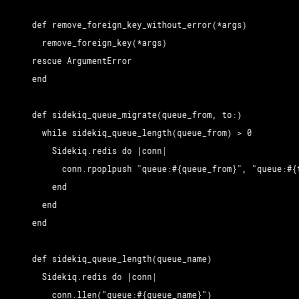 def remove_foreign_key_without_error(*args)
remove_foreign_key(*args)
rescue ArgumentError
end
def sidekiq_queue_migrate(queue_from, to:)
while sidekiq_queue_length(queue_from) > 0
Sidekiq.redis do |conn|
conn.rpoplpush "queue:#{queue_from}", "queue:#{
end
end
end
def sidekiq_queue_length(queue_name)
Sidekiq.redis do |conn|
conn.llen("queue:#{queue_name}")